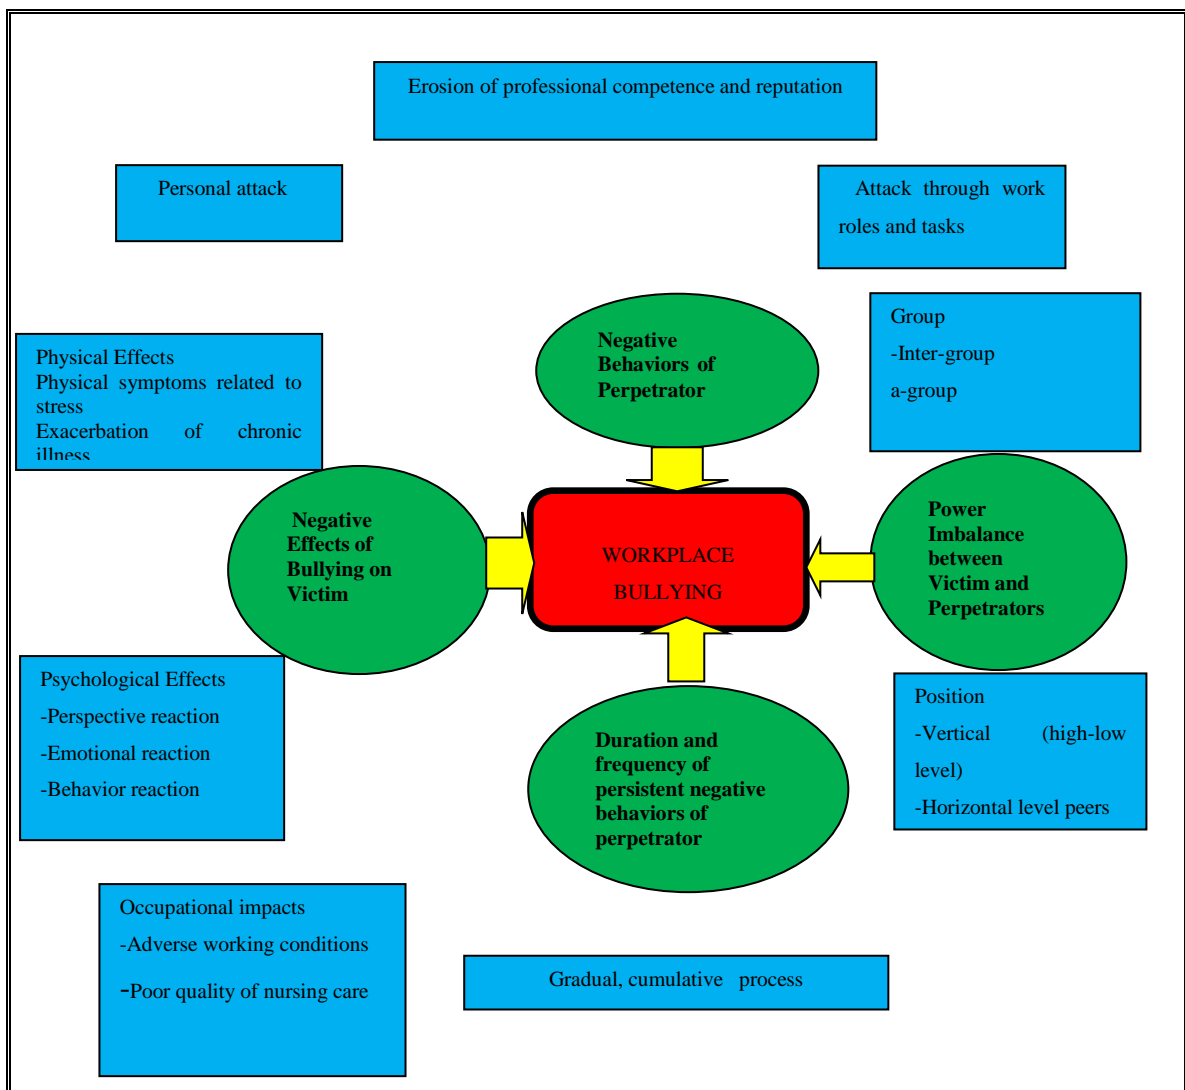 Erosion of professional competence and reputation
Personal attack
Attack through work
roles and tasks
Negative
Behaviors of
Perpetrator
Group
-Inter-group
a-group
Physical Effects
Physical symptoms related to
stress
Exacerbation of chronic
illness
Negative
Effects of
Bullying on
Victim
WORKPLACE
BULLYING
Power
Imbalance
between
Victim and
Perpetrators
Psychological Effects
-Perspective reaction
-Emotional reaction
-Behavior reaction
Duration and
frequency of
persistent negative
behaviors of
perpetrator
Position
-Vertical (high-low
level)
-Horizontal level peers
Occupational impacts
-Adverse working conditions
-Poor quality of nursing care
Gradual, cumulative process